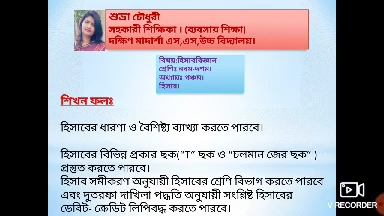 শুভ্রা চৌধুরী
সহকারী শিক্ষিকা । (ব্যবসায় শিক্ষা)
দক্ষিণ মাদার্শা এস,এস,উচ্চ বিদ্যালয়।
বিষয়:হিসাববিজ্ঞান
শ্রেণিঃ নবম-দশম।
অধ্যায়ঃ পঞ্চম।
হিসাব।
শিখন ফলঃ
হিসাবের ধারণা ও বৈশিষ্ট্য ব্যাখ্যা করতে পারবে।
হিসাবের বিভিন্ন প্রকার ছক("T" ছক ও "চলমান জের ছক" )
প্রস্তুত করতে পারবে।
হিসাব সমীকরণ অনুযায়ী হিসাবের শ্রেণি বিভাগ করতে পারবে
এবং দুতরফা দাখিলা পদ্ধতি অনুযায়ী সংশ্লিষ্ট হিসাবের
ডেবিট- ক্রেডিট লিপিবদ্ধ করতে পারবে।
V RECORDER